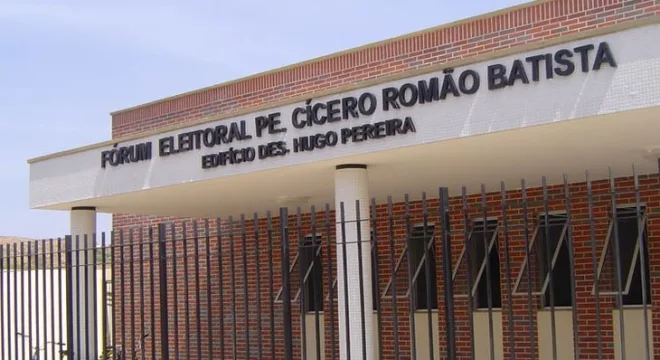 FÓRUM ELEITORAL PE. CÍCERO ROMÃO BATISTA
EDIFÍCIO DES. HUGO PEREIRA